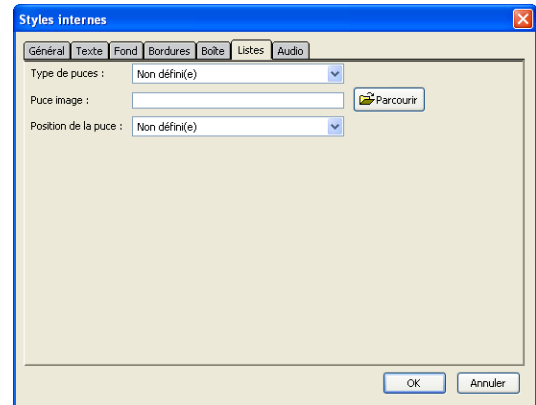 Styles internes
Général Texte Fond Bordures Boîte Listes Audio
Type de puces : Non défini(e)
Puce image : Parcourir
Position de la puce : Non défini(e)
OK Annuler